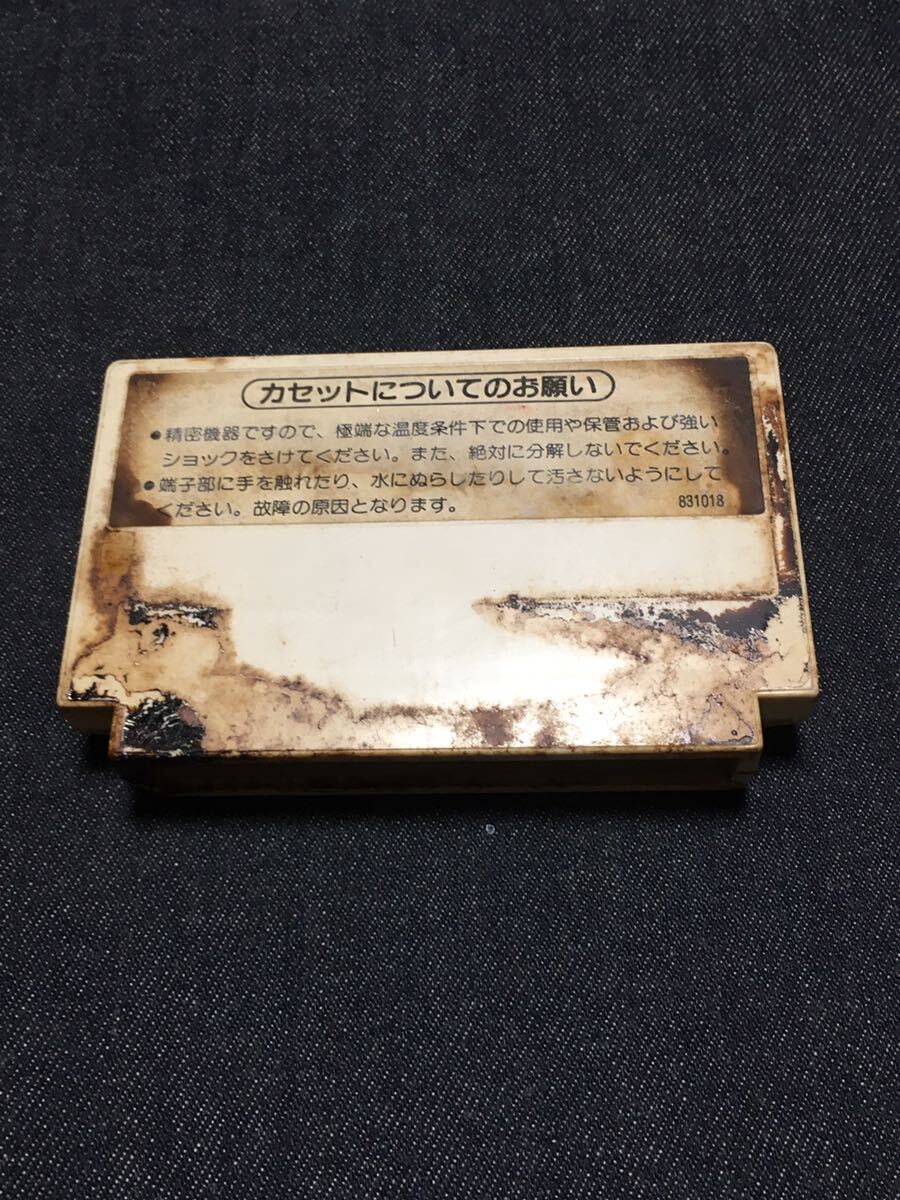 カセットについてのお願い
●精密機器ですので、極端な温度条件下での使用や保管および強い
ショックをさけてください。また、絶対に分解しないでください。
●端子部に手を触れたり、水にぬらしたりして汚さないようにして
ください。故障の原因となります。 831018